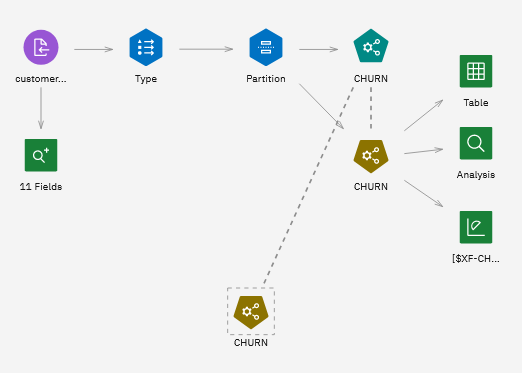 customer...
Type
Partition
CHURN
Table
11 Fields
CHURN
Analysis
[$XF-CH...
CHURN